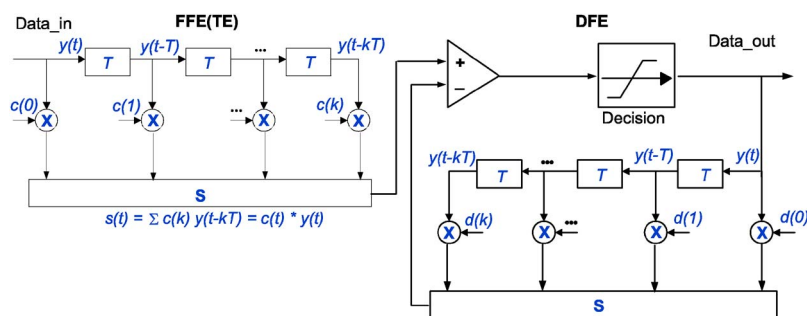 FFE(TE)
DFE
Data_in
y(t)
T
y(t-T)
T
...
T
y(t-kT)
c(0)
X
c(1)
X
...
X
c(k)
X
S
s(t) = Σ c(k) y(t-kT) = c(t) * y(t)
+
−
Decision
Data_out
y(t-kT)
T
...
T
y(t-T)
T
y(t)
X
d(k)
X
...
X
d(1)
X
d(0)
S